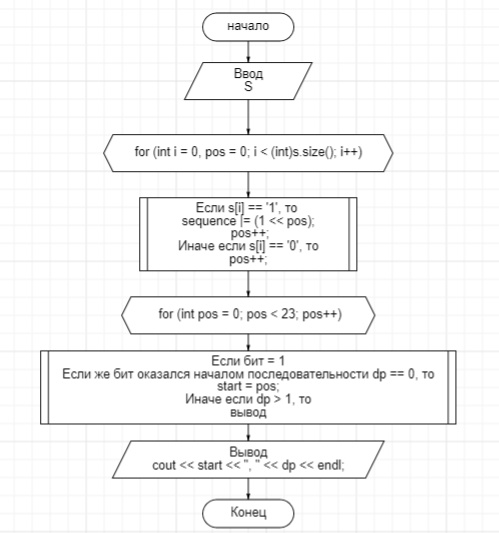 начало
Ввод
S
for (int i = 0, pos = 0; i < (int)s.size(); i++)
Если s[i] == '1', то
sequence |= (1 << pos);
pos++;
Иначе если s[i] == '0', то
pos++;
for (int pos = 0; pos < 23; pos++)
Если бит = 1
Если же бит оказался началом последовательности dp == 0, то
start = pos;
Иначе если dp > 1, то
вывод
Вывод
cout << start << ", " << dp << endl;
Конец